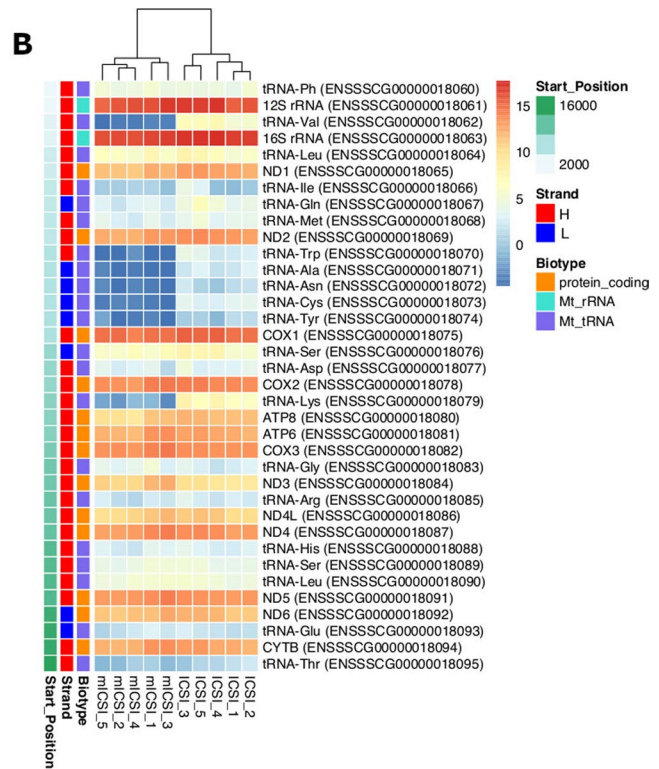 B
tRNA-Ph (ENSSSCG00000018060)
12S rRNA (ENSSSCG00000018061)
tRNA-Val (ENSSSCG00000018062)
16S rRNA (ENSSSCG00000018063)
tRNA-Leu (ENSSSCG00000018064)
ND1 (ENSSSCG00000018065)
tRNA-Ile (ENSSSCG00000018066)
tRNA-Gln (ENSSSCG00000018067)
tRNA-Met (ENSSSCG00000018068)
ND2 (ENSSSCG00000018069)
tRNA-Trp (ENSSSCG00000018070)
tRNA-Ala (ENSSSCG00000018071)
tRNA-Asn (ENSSSCG00000018072)
tRNA-Cys (ENSSSCG00000018073)
tRNA-Tyr (ENSSSCG00000018074)
COX1 (ENSSSCG00000018075)
tRNA-Ser (ENSSSCG00000018076)
tRNA-Asp (ENSSSCG00000018077)
COX2 (ENSSSCG00000018078)
tRNA-Lys (ENSSSCG00000018079)
ATP8 (ENSSSCG00000018080)
ATP6 (ENSSSCG00000018081)
COX3 (ENSSSCG00000018082)
tRNA-Gly (ENSSSCG00000018083)
ND3 (ENSSSCG00000018084)
tRNA-Arg (ENSSSCG00000018085)
ND4L (ENSSSCG00000018086)
ND4 (ENSSSCG00000018087)
tRNA-His (ENSSSCG00000018088)
tRNA-Ser (ENSSSCG00000018089)
tRNA-Leu (ENSSSCG00000018090)
ND5 (ENSSSCG00000018091)
ND6 (ENSSSCG00000018092)
tRNA-Glu (ENSSSCG00000018093)
CYTB (ENSSSCG00000018094)
tRNA-Thr (ENSSSCG00000018095)
Start_Position
Strand
Biotype
mICSI_5
mICSI_2
mICSI_4
mICSI_1
mICSI_3
ICSI_3
ICSI_5
ICSI_4
ICSI_1
ICSI_2
15
10
5
0
Start_Position
16000
2000
Strand
H
L
Biotype
protein_coding
Mt_rRNA
Mt_tRNA